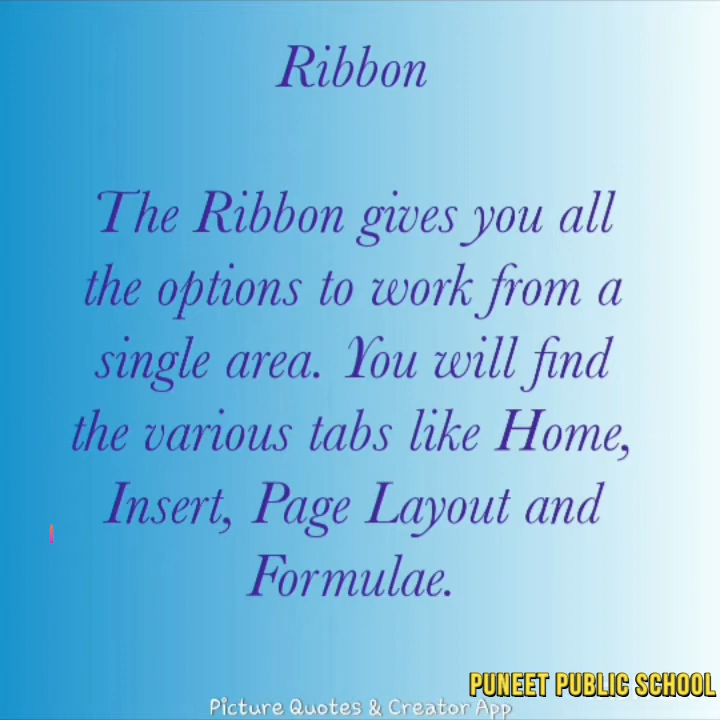 Ribbon
The Ribbon gives you all
the options to work from a
single area. You will find
the various tabs like Home,
Insert, Page Layout and
Formulae.
PUNEET PUBLIC SCHOOL
Picture Quotes & Creator App